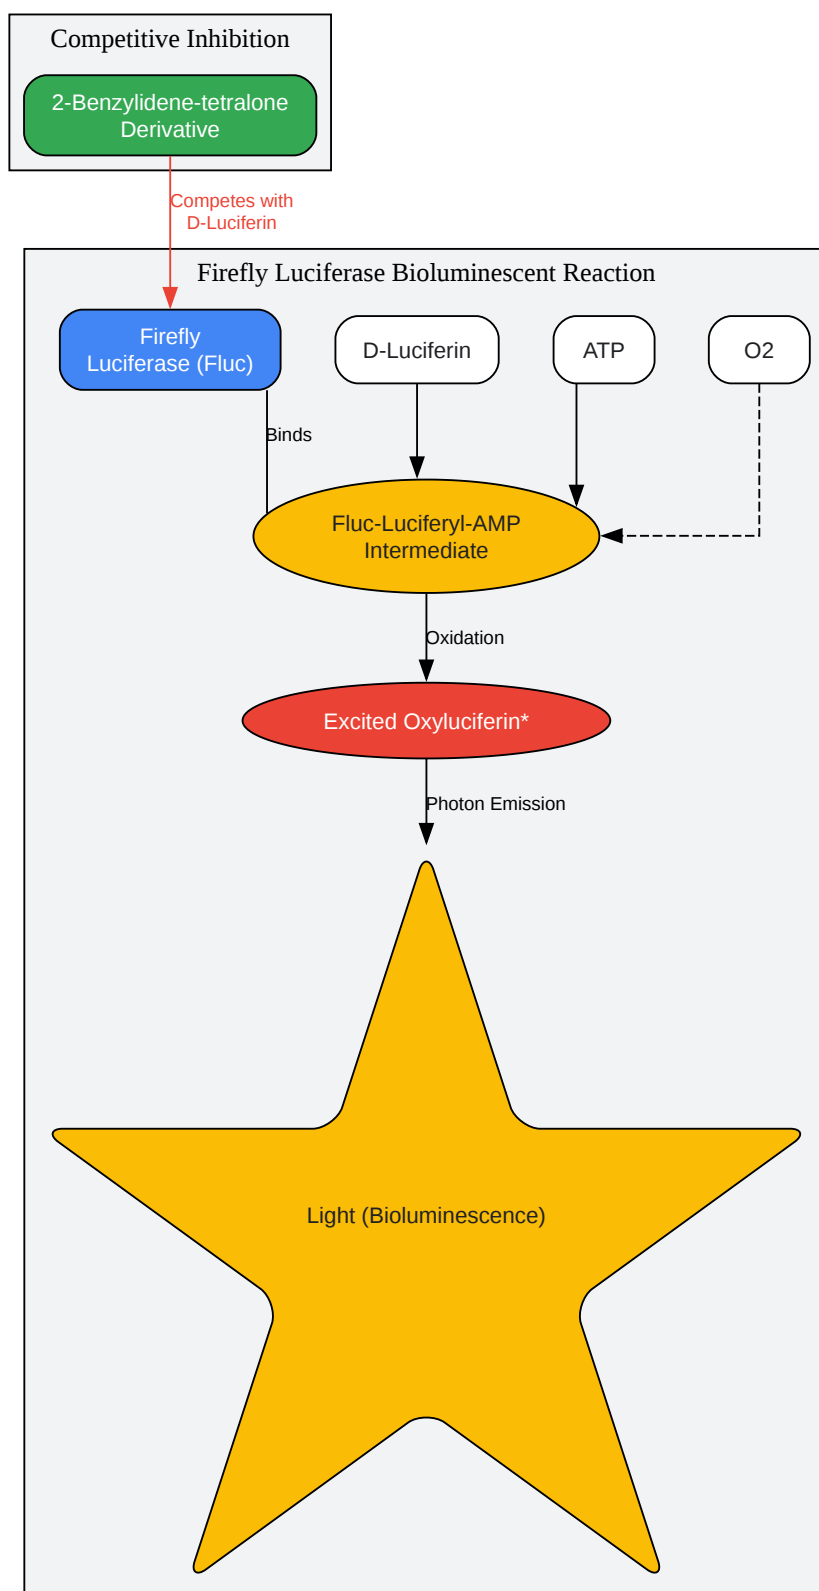 Competitive Inhibition
2-Benzylidene-tetralone
Derivative
Competes with
D-Luciferin
Firefly Luciferase Bioluminescent Reaction
Firefly
Luciferase (Fluc)
D-Luciferin
ATP
O2
Binds
Fluc-Luciferyl-AMP
Intermediate
Oxidation
Excited Oxyluciferin*
Photon Emission
Light (Bioluminescence)